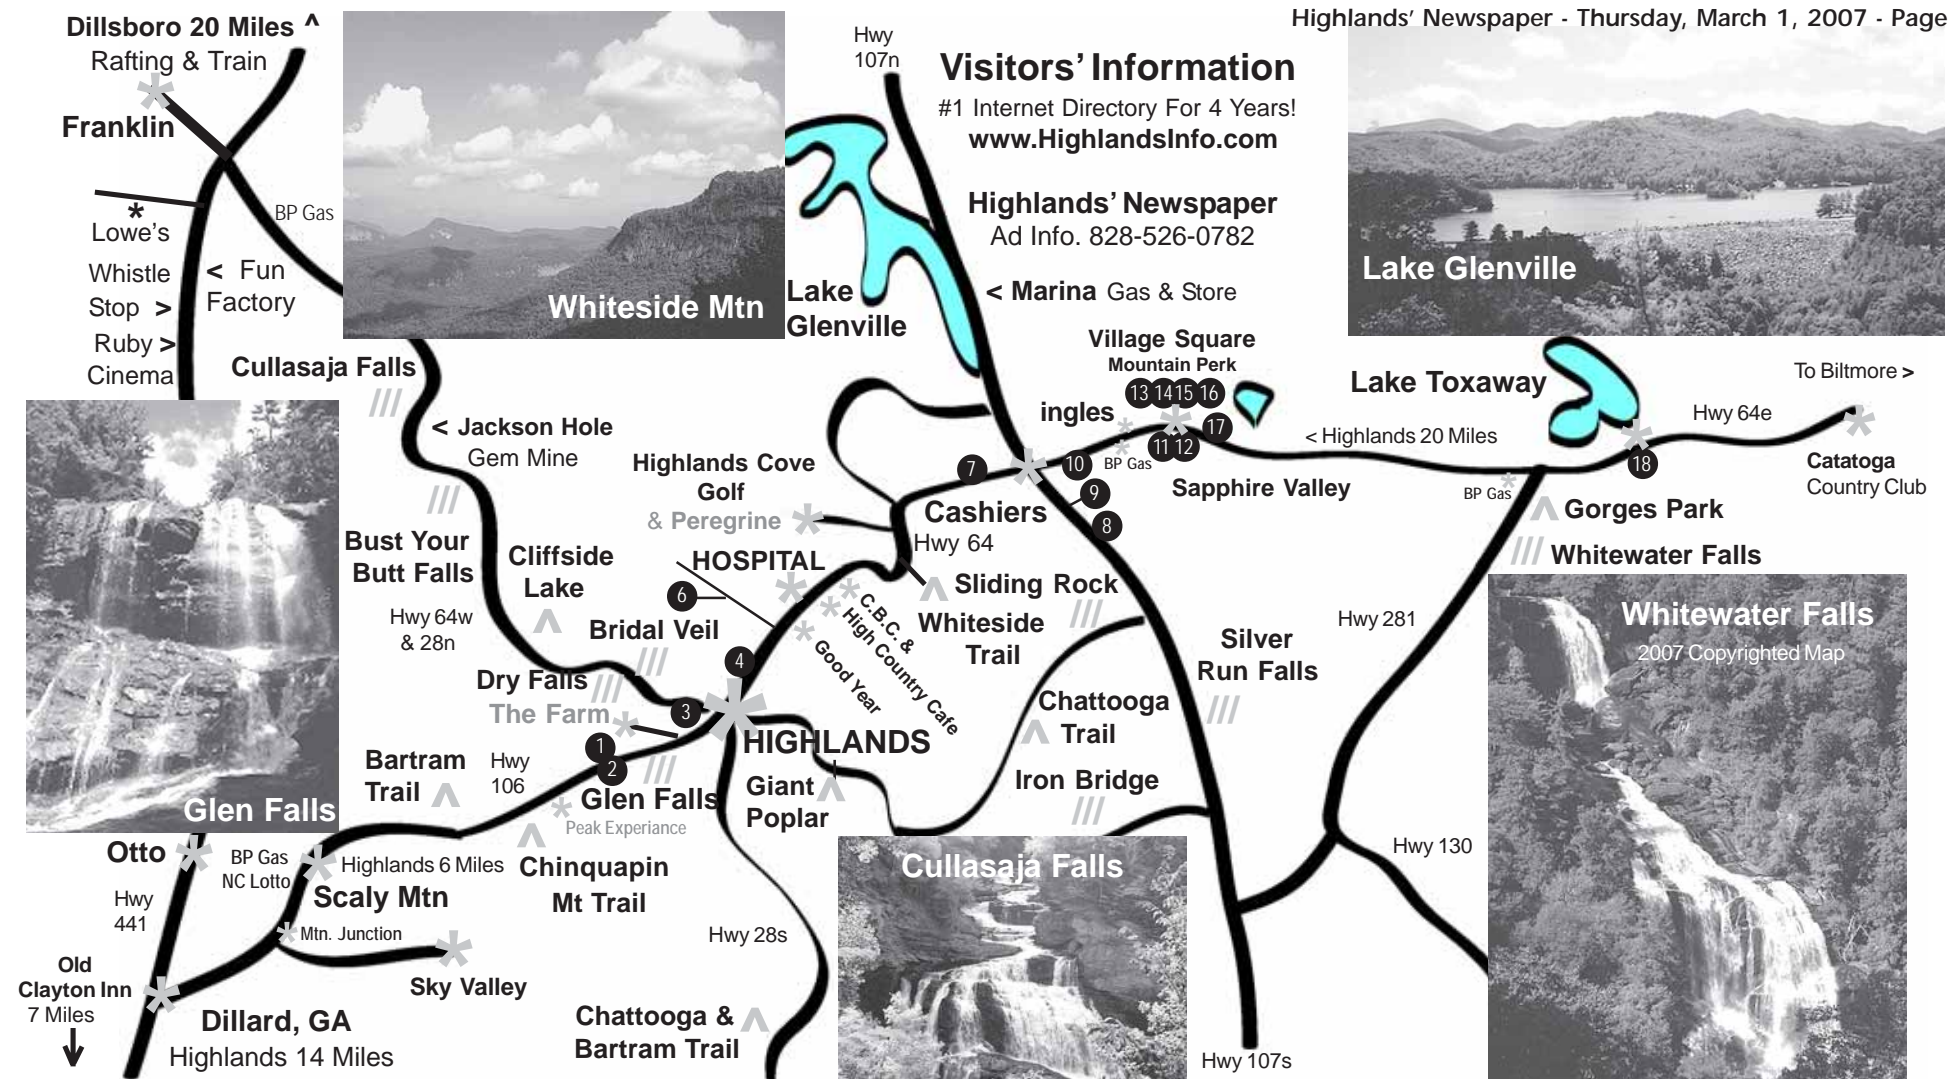 Highlands' Newspaper - Thursday, March 1, 2007 - Page
Dillsboro 20 Miles ^
Rafting & Train
Franklin
BP Gas
Lowe's
Whistle
Stop >
< Fun
Factory
Ruby >
Cinema
Whiteside Mtn
Hwy
107n
Visitors' Information
#1 Internet Directory For 4 Years!
www.HighlandsInfo.com
Highlands' Newspaper
Ad Info. 828-526-0782
Lake
Glenville
< Marina Gas & Store
Lake Glenville
Village Square
Mountain Perk
13 14 15 16
ingles
17
11 12
BP Gas
10
9
8
7
Sapphire Valley
< Highlands 20 Miles
Lake Toxaway
To Biltmore >
Hwy 64e
18
Catatoga
Country Club
BP Gas
Gorges Park
Whitewater Falls
Cullasaja Falls
< Jackson Hole
Gem Mine
Highlands Cove
Golf
& Peregrine
Cashiers
Hwy 64
HOSPITAL
6
Sliding Rock
Whiteside
Trail
C.B.C. &
High Country Cafe
Good Year
Bust Your
Butt Falls
Cliffside
Lake
Hwy 64w
& 28n
Bridal Veil
4
Dry Falls
The Farm
3
1
2
HIGHLANDS
Glen Falls
Peak Experiance
Giant
Poplar
Bartram
Trail
Hwy
106
Chinquapin
Mt Trail
Chattooga
Trail
Iron Bridge
Silver
Run Falls
Hwy 281
Hwy 130
Whitewater Falls
2007 Copyrighted Map
Glen Falls
Otto
BP Gas
NC Lotto
Highlands 6 Miles
Scaly Mtn
Hwy
441
Mtn. Junction
Sky Valley
Old
Clayton Inn
7 Miles
Dillard, GA
Highlands 14 Miles
Hwy 28s
Chattooga &
Bartram Trail
Cullasaja Falls
Hwy 107s